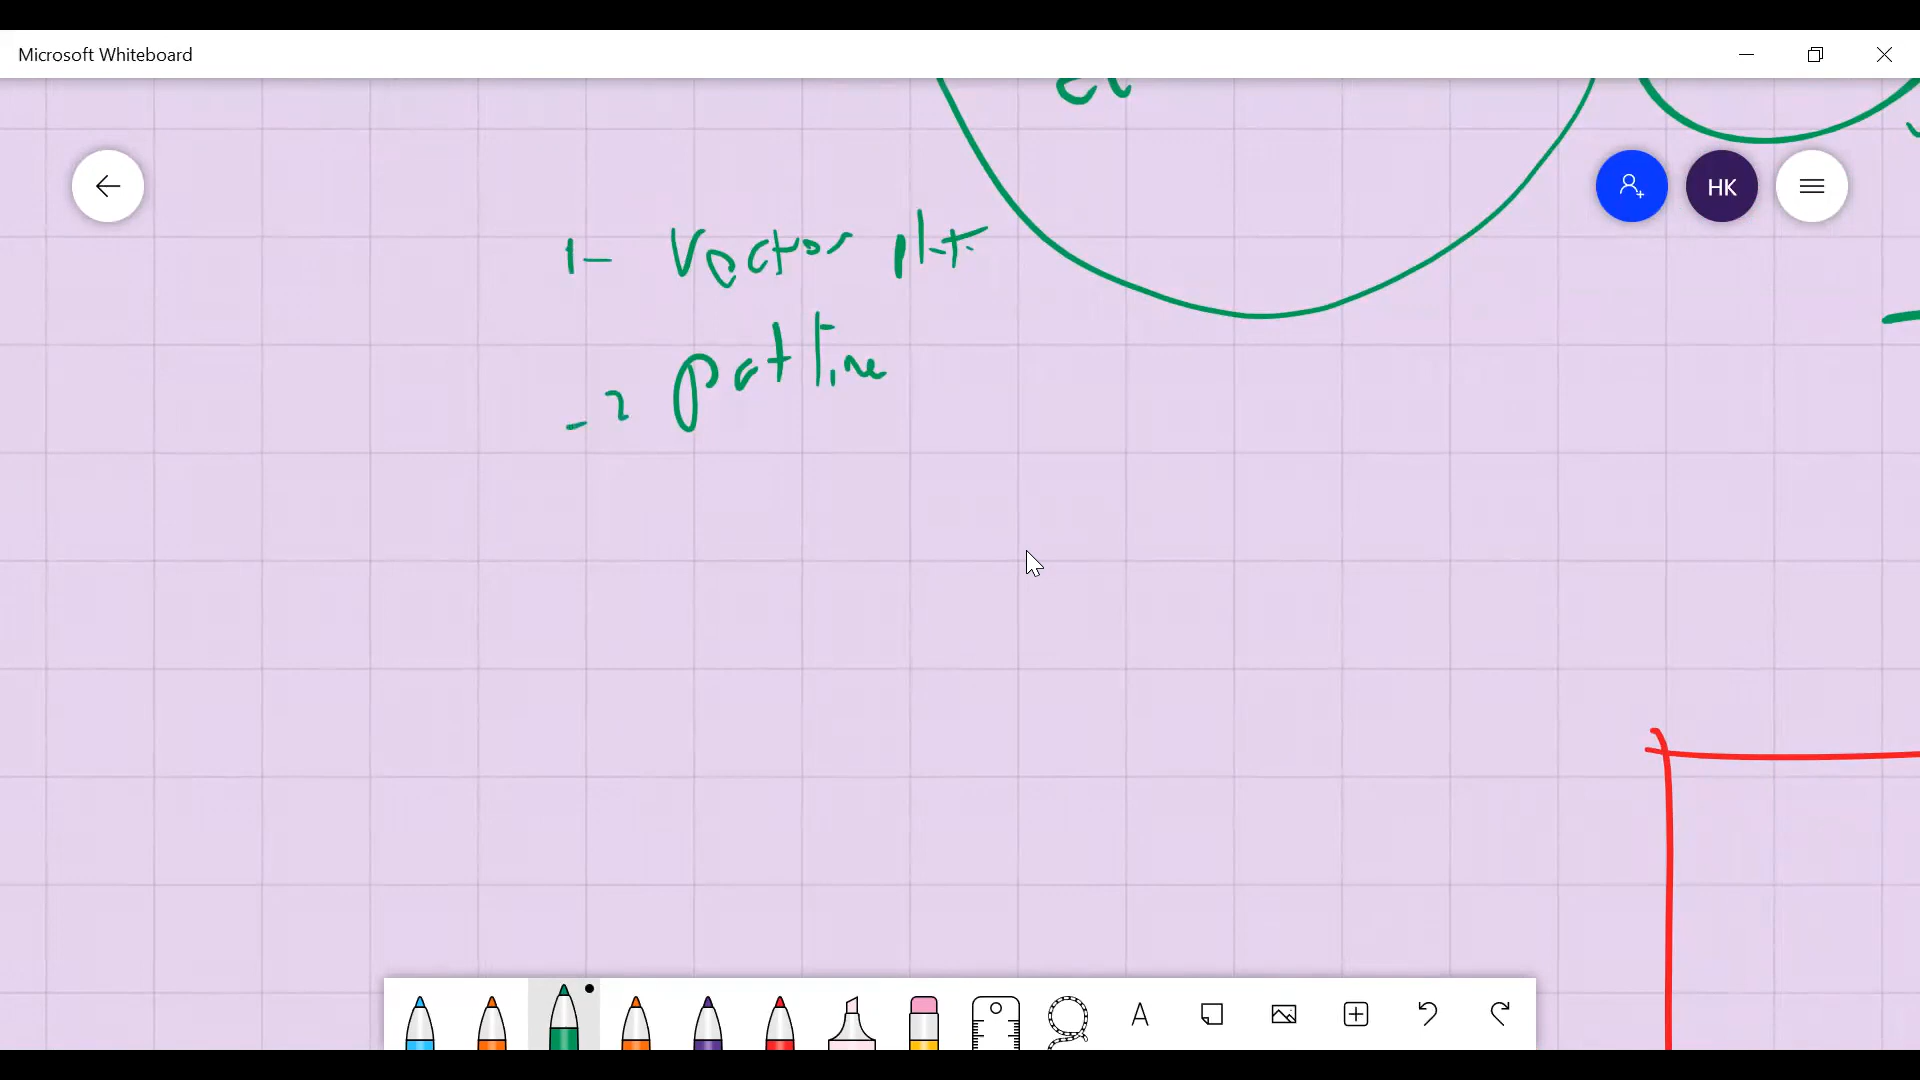 Microsoft Whiteboard
HK
1- Vector plt
-2 patline
A